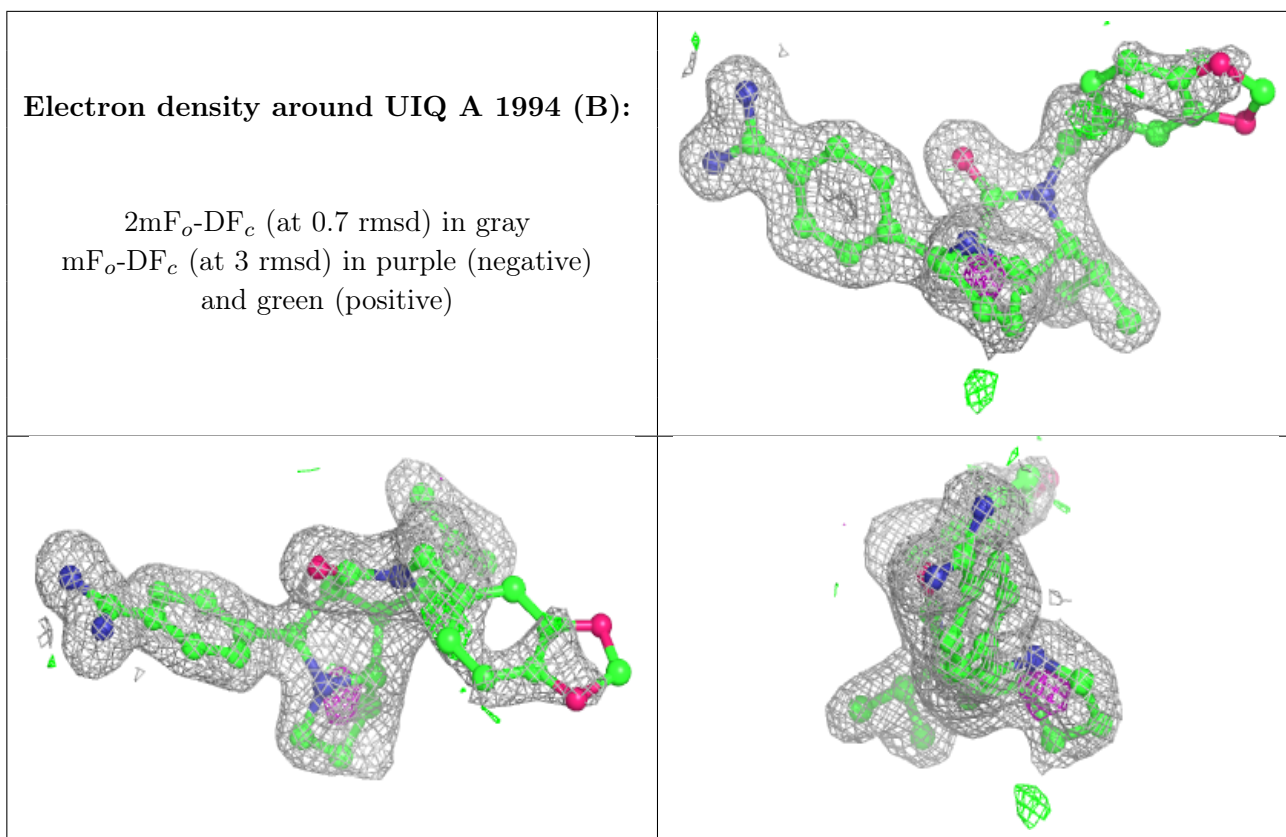 Electron density around UIQ A 1994 (B):
2mFo-DFc (at 0.7 rmsd) in gray
mFo-DFc (at 3 rmsd) in purple (negative)
and green (positive)